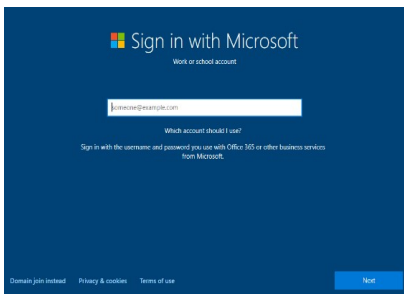 Sign in with Microsoft
Work or school account
someone@example.com
Which account should I use?
Sign in with the username and password you use with Office 365 or other business services
from Microsoft.
Domain join instead Privacy & cookies Terms of use Next